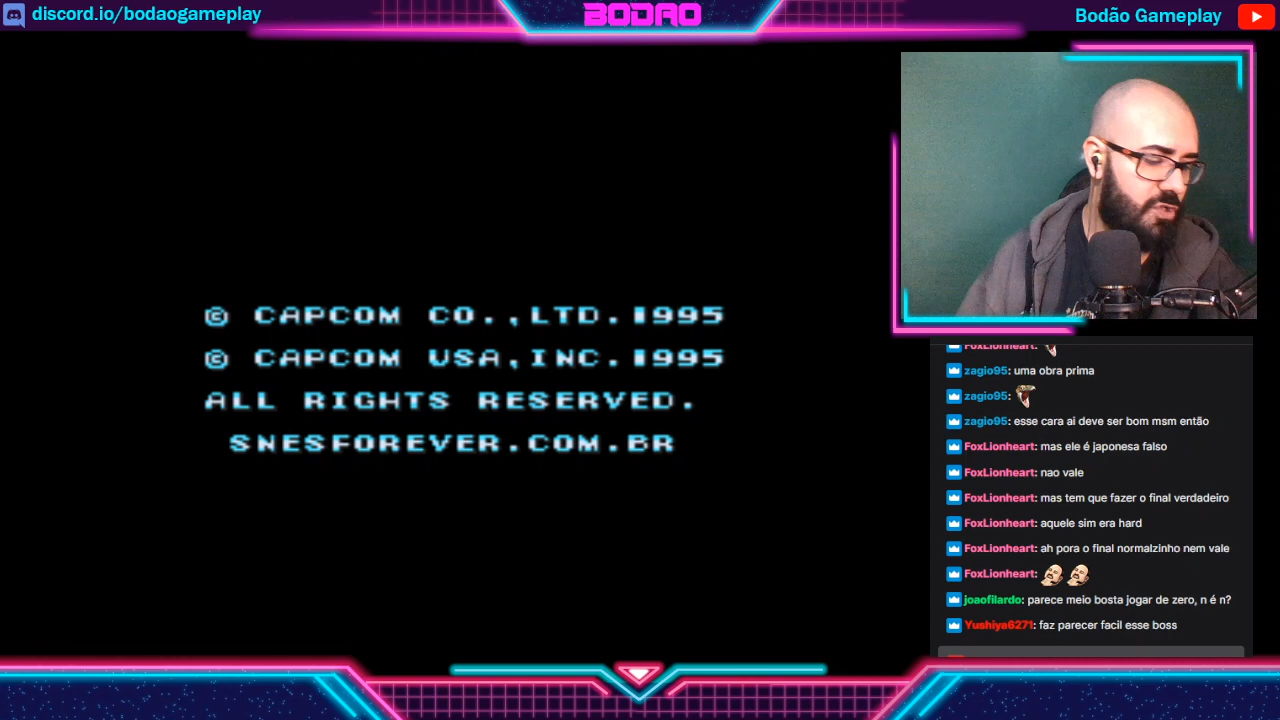 discord.io/bodaogameplay
BODAO
Bodão Gameplay
© CAPCOM CO.,LTD.1995
© CAPCOM USA,INC.1995
ALL RIGHTS RESERVED.
SNESFOREVER.COM.BR
FoxLionheart:
zagio95: uma obra prima
zagio95:
zagio95: esse cara ai deve ser bom msm então
FoxLionheart: mas ele é japonesa falso
FoxLionheart: nao vale
FoxLionheart: mas tem que fazer o final verdadeiro
FoxLionheart: aquele sim era hard
FoxLionheart: ah pora o final normalzinho nem vale
FoxLionheart:
joaofilardo: parece meio bosta jogar de zero, n é n?
Yushiya6271: faz parecer facil esse boss